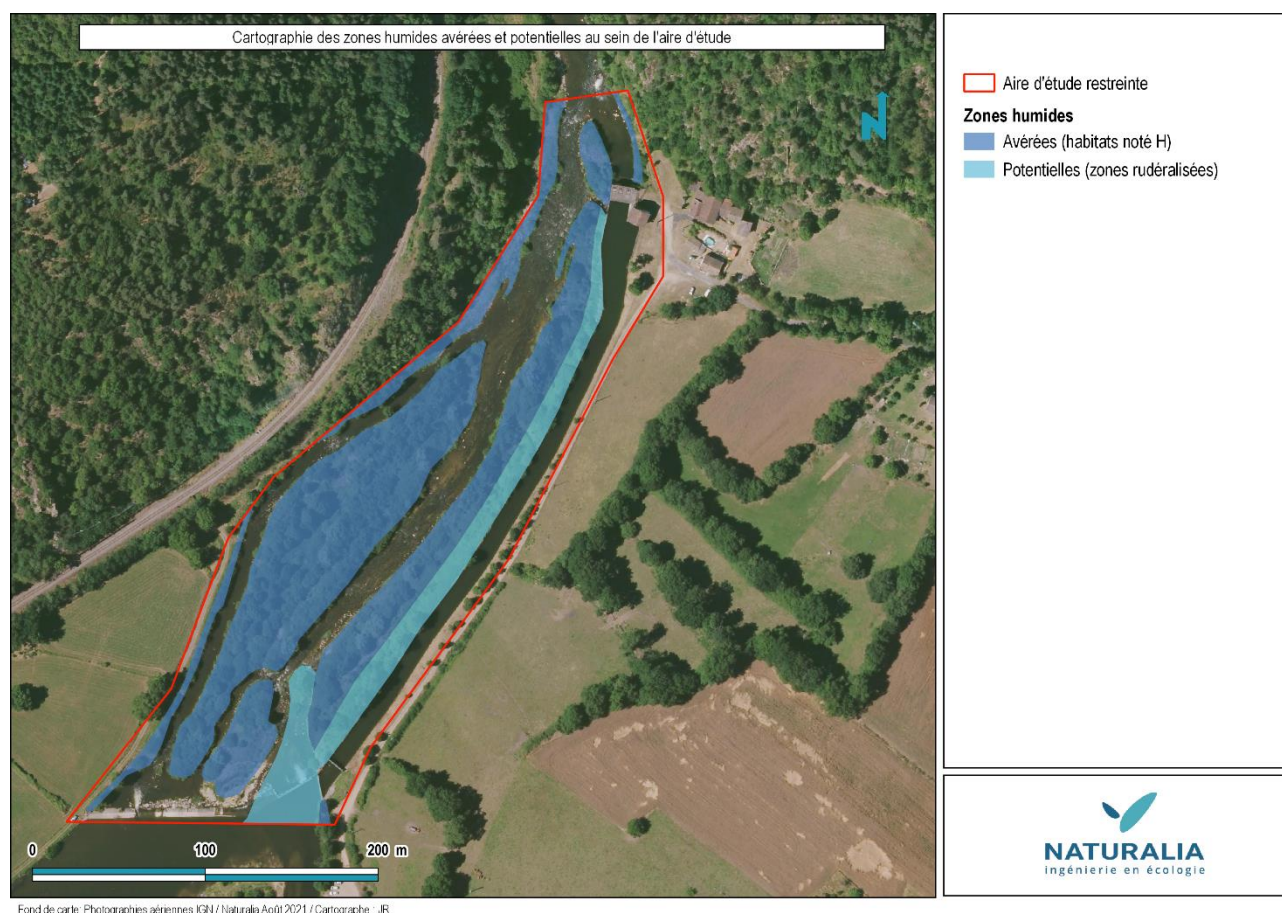 Cartographie des zones humides avérées et potentielles au sein de l'aire d'étude
N
Aire d'étude restreinte
Zones humides
Avérées (habitats noté H)
Potentielles (zones rudéralisées)
0 100 200 m
NATURALIA
ingénierie en écologie
Fond de carte: Photographies aériennes IGN / Naturalia Août 2021 / Cartographe : JR